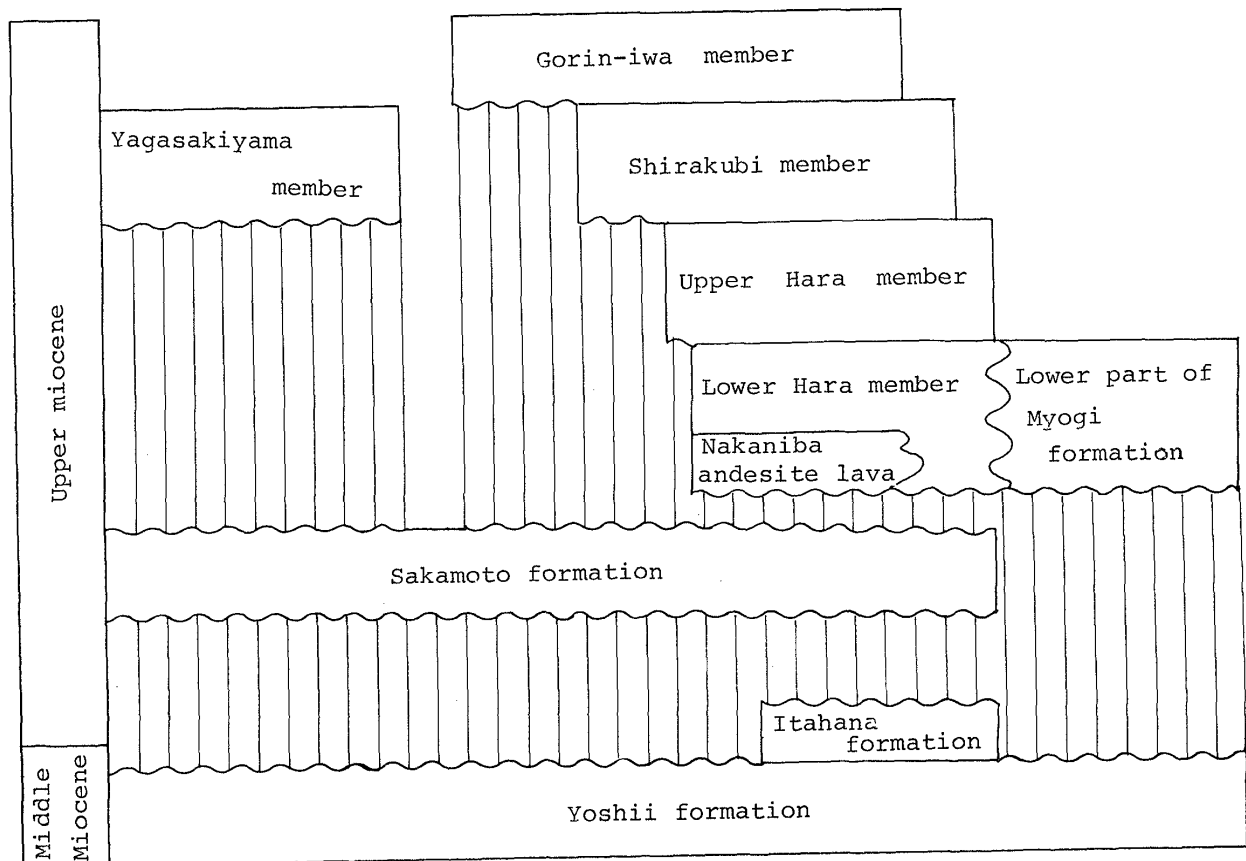 Gorin-iwa member
Yagasakiyama
member
Shirakubi member
Upper Hara member
Lower Hara member
Lower part of
Myogi
formation
Nakaniba
andesite lava
Sakamoto formation
Itahana
formation
Yoshii formation
Upper miocene
Middle
Miocene